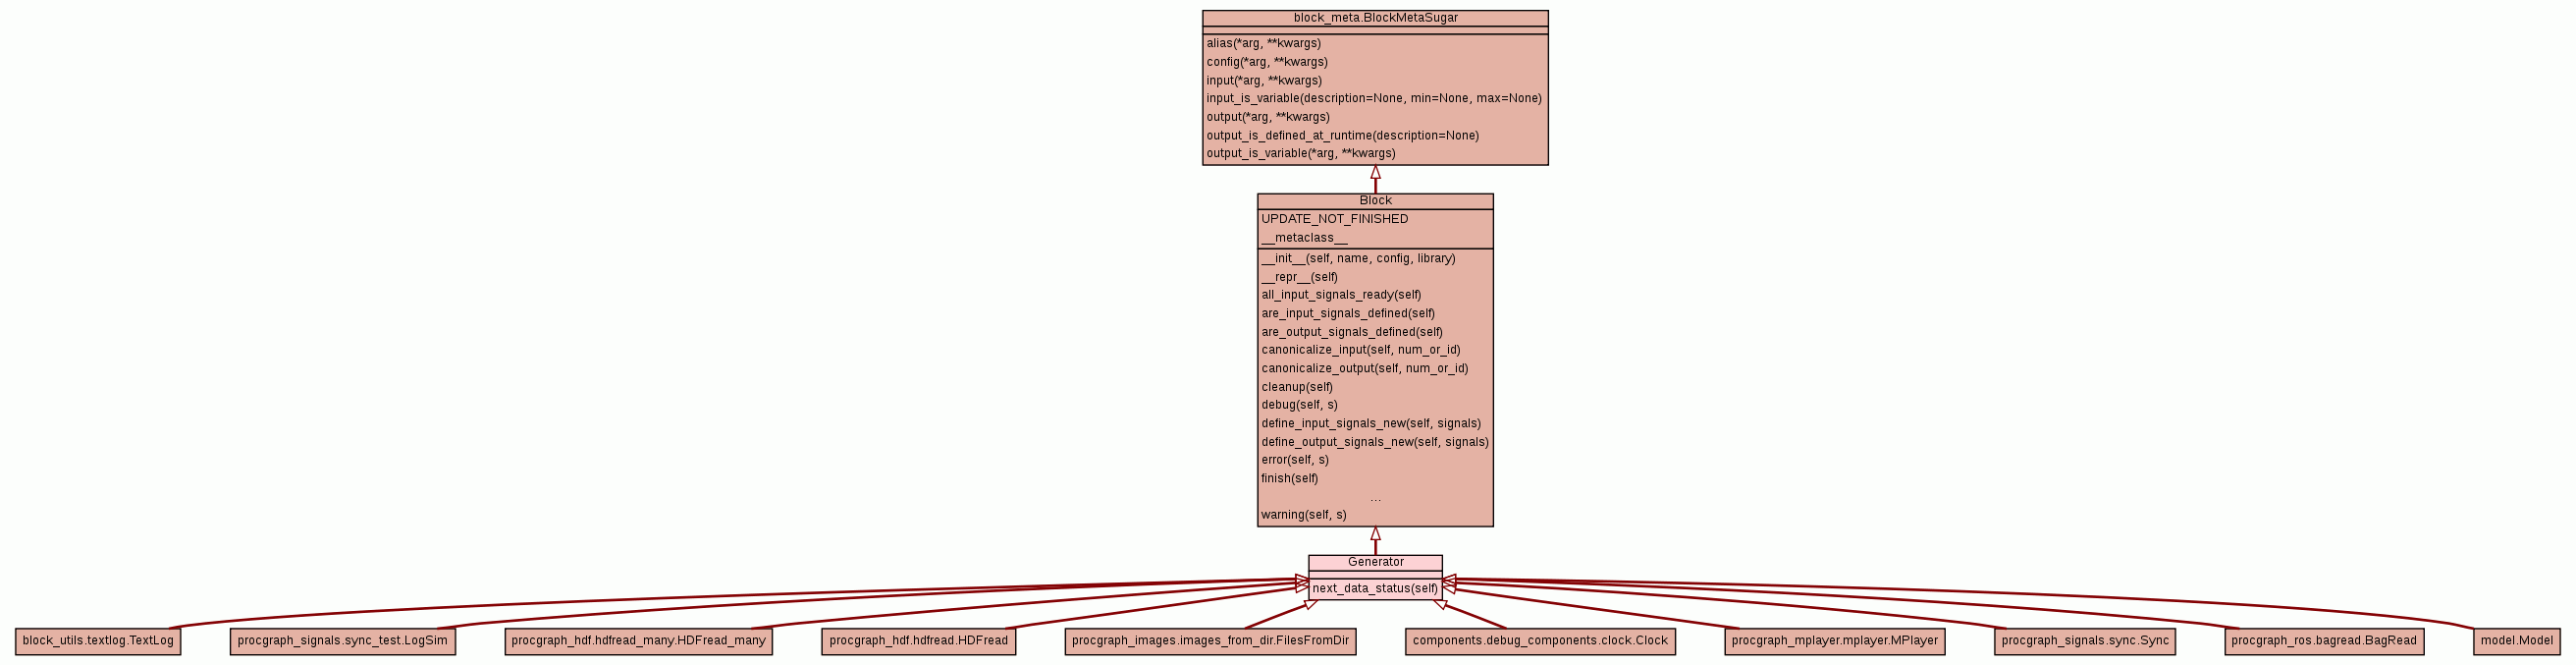 block_meta.BlockMetaSugar
alias(*arg, **kwargs)
config(*arg, **kwargs)
input(*arg, **kwargs)
input_is_variable(description=None, min=None, max=None)
output(*arg, **kwargs)
output_is_defined_at_runtime(description=None)
output_is_variable(*arg, **kwargs)
Block
UPDATE_NOT_FINISHED
__metaclass__
__init__(self, name, config, library)
__repr__(self)
all_input_signals_ready(self)
are_input_signals_defined(self)
are_output_signals_defined(self)
canonicalize_input(self, num_or_id)
canonicalize_output(self, num_or_id)
cleanup(self)
debug(self, s)
define_input_signals_new(self, signals)
define_output_signals_new(self, signals)
error(self, s)
finish(self)
...
warning(self, s)
Generator
next_data_status(self)
block_utils.textlog.TextLog
procgraph_signals.sync_test.LogSim
procgraph_hdf.hdfread_many.HDFread_many
procgraph_hdf.hdfread.HDFread
procgraph_images.images_from_dir.FilesFromDir
components.debug_components.clock.Clock
procgraph_mplayer.mplayer.MPlayer
procgraph_signals.sync.Sync
procgraph_ros.bagread.BagRead
model.Model